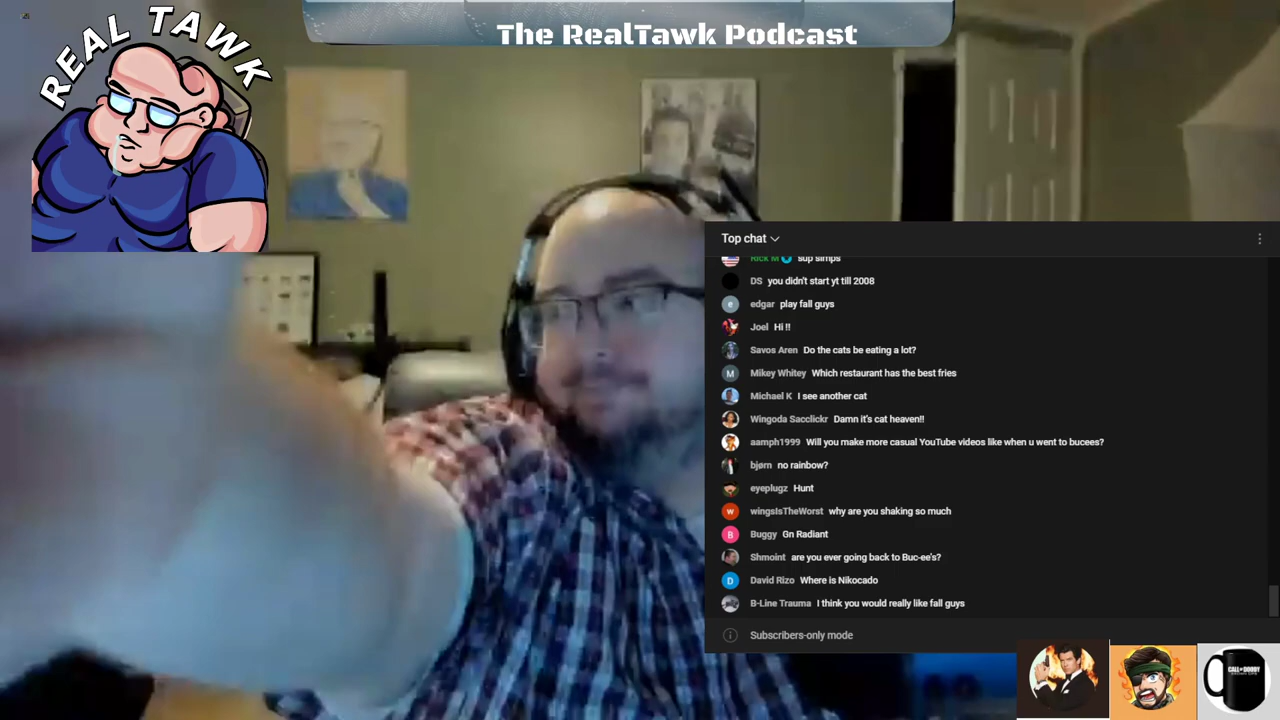 REAL TAWK
The RealTawk Podcast
Top chat
Rick M sup simps
DS you didn't start yt till 2008
edgar play fall guys
Joel Hi !!
Savos Aren Do the cats be eating a lot?
Mikey Whitey Which restaurant has the best fries
Michael K I see another cat
Wingoda Sacclickr Damn it's cat heaven!!
aamph1999 Will you make more casual YouTube videos like when u went to bucees?
bjørn no rainbow?
eyeplugz Hunt
wingsIsTheWorst why are you shaking so much
Buggy Gn Radiant
Shmoint are you ever going back to Buc-ee's?
David Rizo Where is Nikocado
B-Line Trauma I think you would really like fall guys
Subscribers-only mode